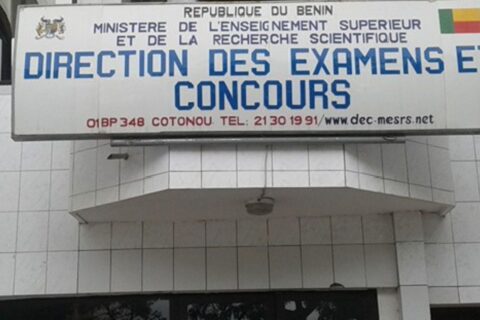 REPUBLIQUE DU BENIN
MINISTERE DE L'ENSEIGNEMENT SUPERIEUR
ET DE LA RECHERCHE SCIENTIFIQUE
DIRECTION DES EXAMENS ET
CONCOURS
01BP 348 COTONOU. TEL: 21 30 19 91/www.dec-mesrs.net